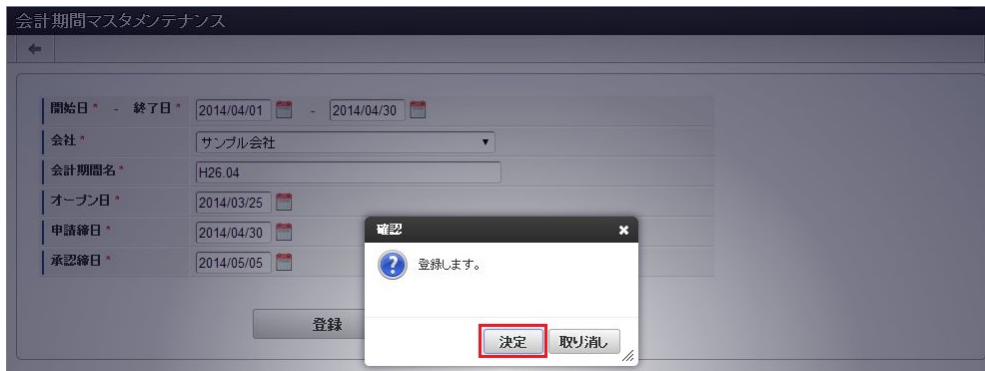 会計期間マスタメンテナンス
開始日* - 終了日* 2014/04/01 - 2014/04/30
会社* サンプル会社
会計期間名* H26.04
オープン日* 2014/03/25
申請締日* 2014/04/30
承認締日* 2014/05/05
登録
確認
登録します。
決定 取り消し